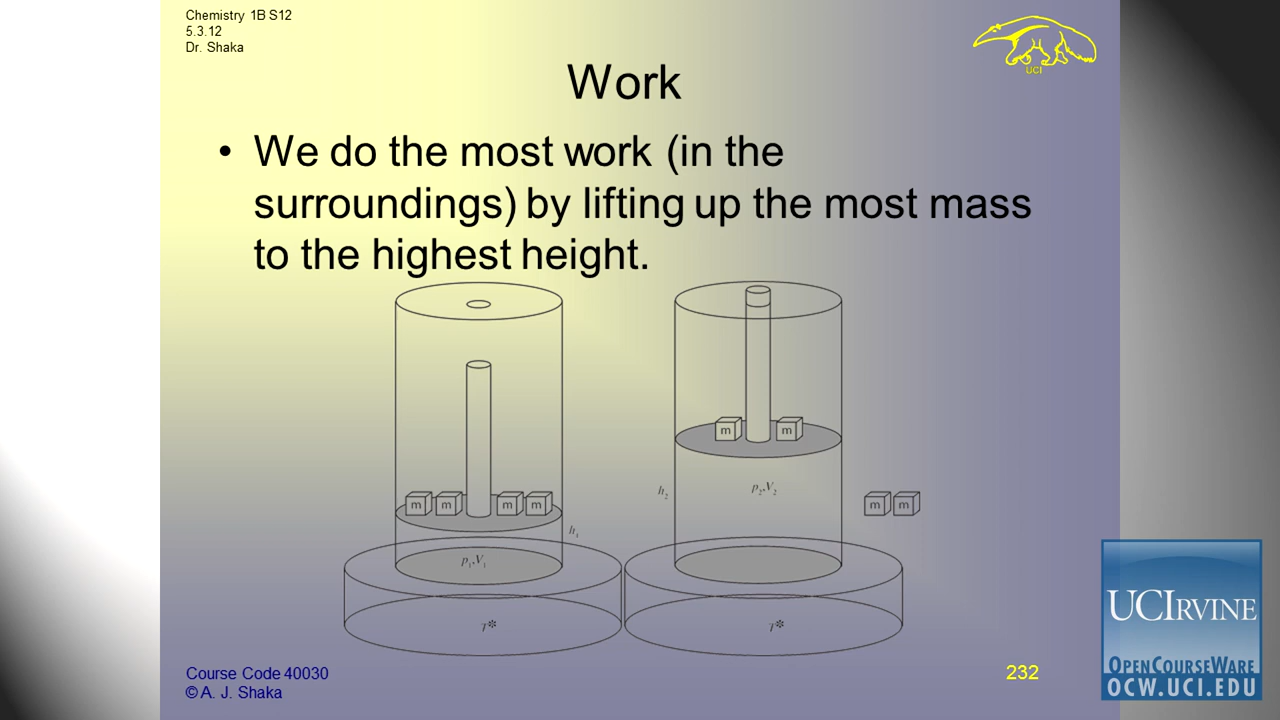 Chemistry 1B S12
5.3.12
Dr. Shaka
UCI
Work
• We do the most work (in the
surroundings) by lifting up the most mass
to the highest height.
m m m m
h₁
p₁,V₁
T*
m m
h₂
p₂,V₂
m m
T*
Course Code 40030
© A. J. Shaka
232
UCIRVINE
OPENCOURSEWARE
OCW.UCI.EDU